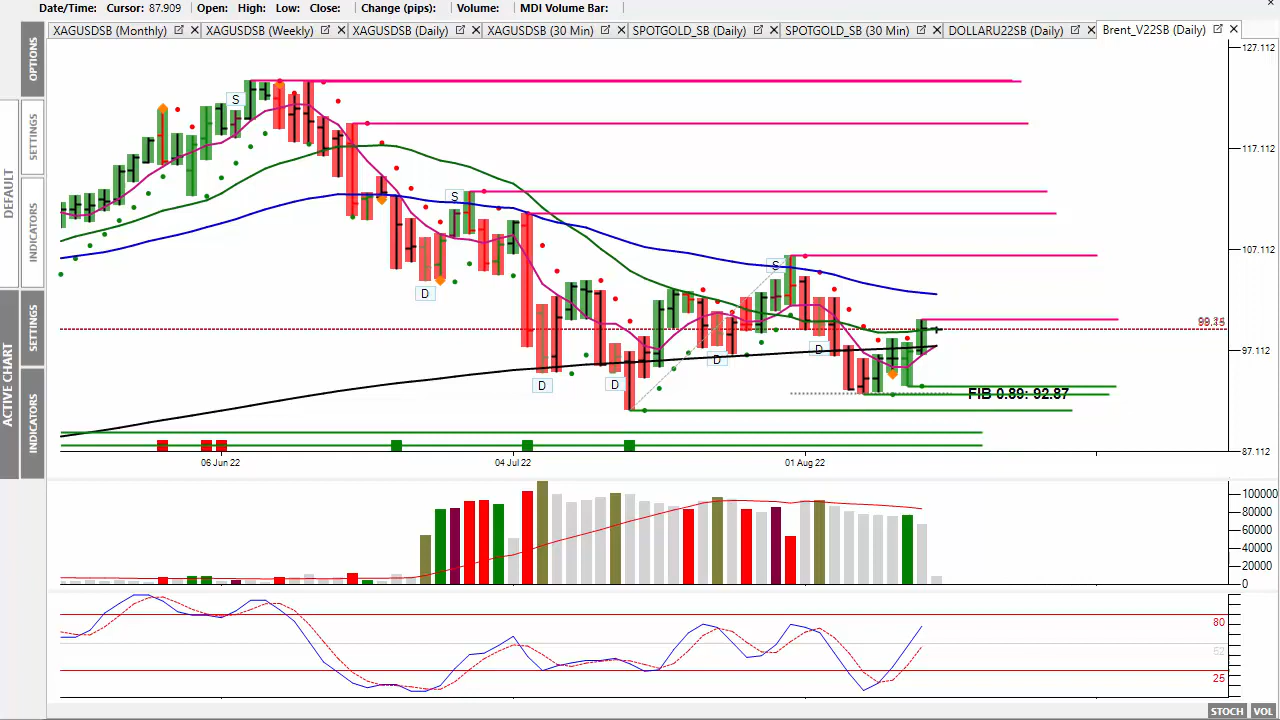 Date/Time: Cursor: 87.909 Open: High: Low: Close: Change (pips): Volume: MDI Volume Bar:
XAGUSDSB (Monthly) XAGUSDSB (Weekly) XAGUSDSB (Daily) XAGUSDSB (30 Min) SPOTGOLD_SB (Daily) SPOTGOLD_SB (30 Min) DOLLARU22SB (Daily) Brent_V22SB (Daily)
OPTIONS
SETTINGS
DEFAULT
INDICATORS
SETTINGS
ACTIVE CHART
INDICATORS
127.112
S
117.112
S
107.112
S
D
97.112
D
D
D
D
FIB 0.89: 92.87
87.112
06 Jun 22 04 Jul 22 01 Aug 22
100000
80000
60000
40000
20000
0
80
52
25
STOCH VOL